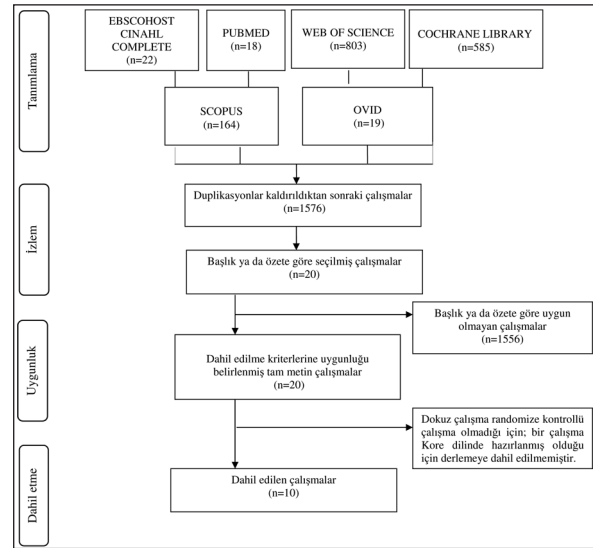 EBSCOHOST
CINAHL
COMPLETE
(n=22)
PUBMED
(n=18)
WEB OF SCIENCE
(n=803)
COCHRANE LIBRARY
(n=585)
SCOPUS
(n=164)
OVID
(n=19)
Tanımlama
Duplikasyonlar kaldırıldıktan sonraki çalışmalar
(n=1576)
İzlem
Başlık ya da özete göre seçilmiş çalışmalar
(n=20)
Başlık ya da özete göre uygun
olmayan çalışmalar
(n=1556)
Uygunluk
Dahil edilme kriterlerine uygunluğu
belirlenmiş tam metin çalışmalar
(n=20)
Dokuz çalışma randomize kontrollü
çalışma olmadığı için; bir çalışma
Kore dilinde hazırlanmış olduğu
için derlemeye dahil edilmemiştir.
Dahil etme
Dahil edilen çalışmalar
(n=10)